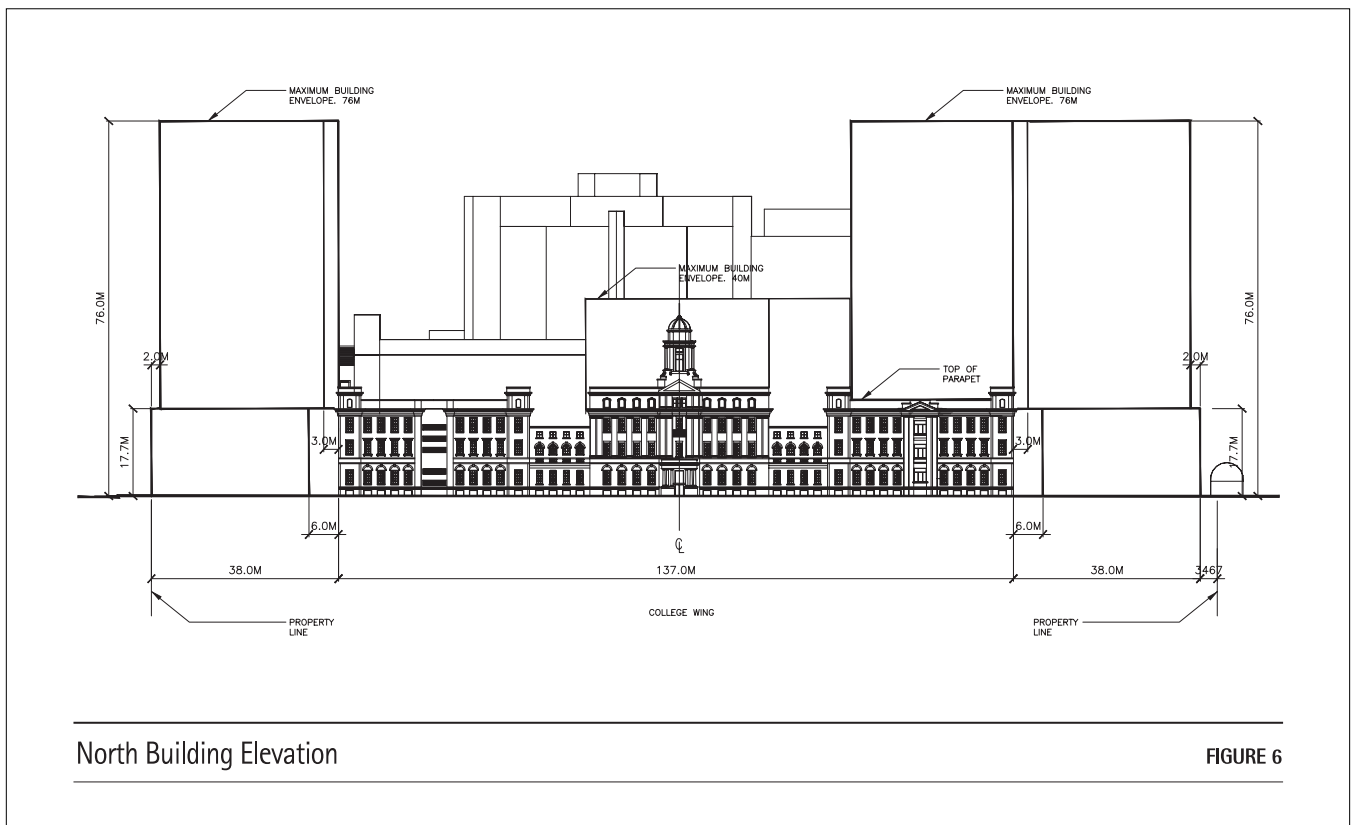 MAXIMUM BUILDING
ENVELOPE. 76M
MAXIMUM BUILDING
ENVELOPE. 76M
MAXIMUM BUILDING
ENVELOPE. 40M
76.0M
76.0M
2.0M
2.0M
TOP OF
PARAPET
17.7M
3.0M
3.0M
17.7M
6.0M
6.0M
℄
38.0M
137.0M
38.0M
3467
COLLEGE WING
PROPERTY
LINE
PROPERTY
LINE
North Building Elevation
FIGURE 6